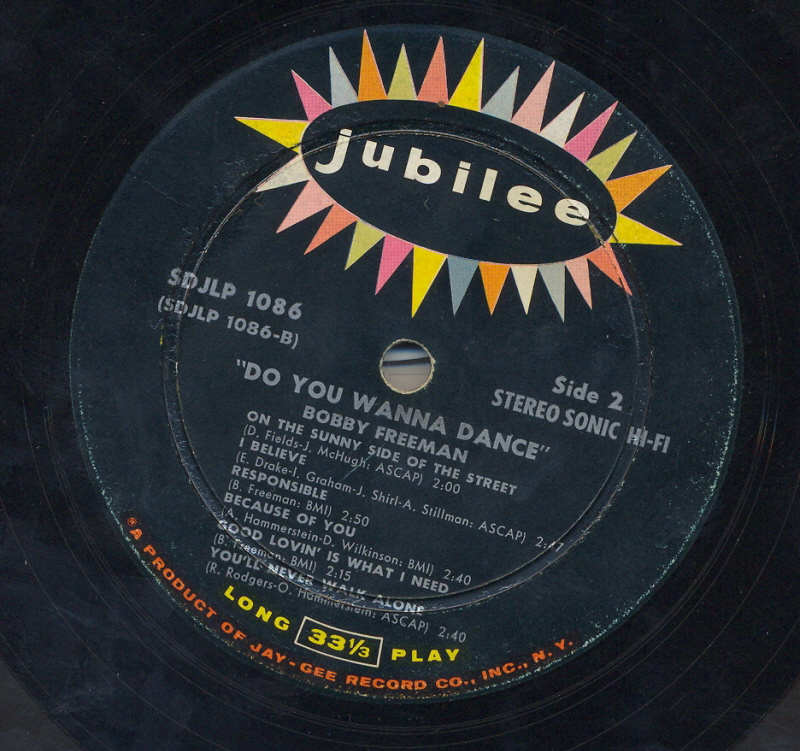 jubilee
SDJLP 1086
(SDJLP 1086-B)
Side 2
STEREO SONIC HI-FI
"DO YOU WANNA DANCE"
BOBBY FREEMAN
ON THE SUNNY SIDE OF THE STREET
(D. Fields-J. McHugh: ASCAP) 2:00
I BELIEVE
(E. Drake-I. Graham-J. Shirl-A. Stillman: ASCAP) 2:47
RESPONSIBLE
(B. Freeman: BMI) 2:50
BECAUSE OF YOU
(A. Hammerstein-D. Wilkinson: BMI) 2:40
GOOD LOVIN' IS WHAT I NEED
(B. Freeman: BMI) 2:15
YOU'LL NEVER WALK ALONE
(R. Rodgers-O. Hammerstein: ASCAP) 2:40
LONG 33 1/3 PLAY
®A PRODUCT OF JAY-GEE RECORD CO., INC., N. Y.